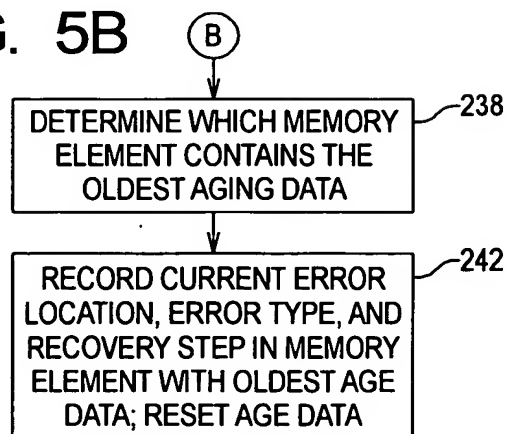 G. 5B
B
DETERMINE WHICH MEMORY
ELEMENT CONTAINS THE
OLDEST AGING DATA
238
RECORD CURRENT ERROR
LOCATION, ERROR TYPE, AND
RECOVERY STEP IN MEMORY
ELEMENT WITH OLDEST AGE
DATA; RESET AGE DATA
242